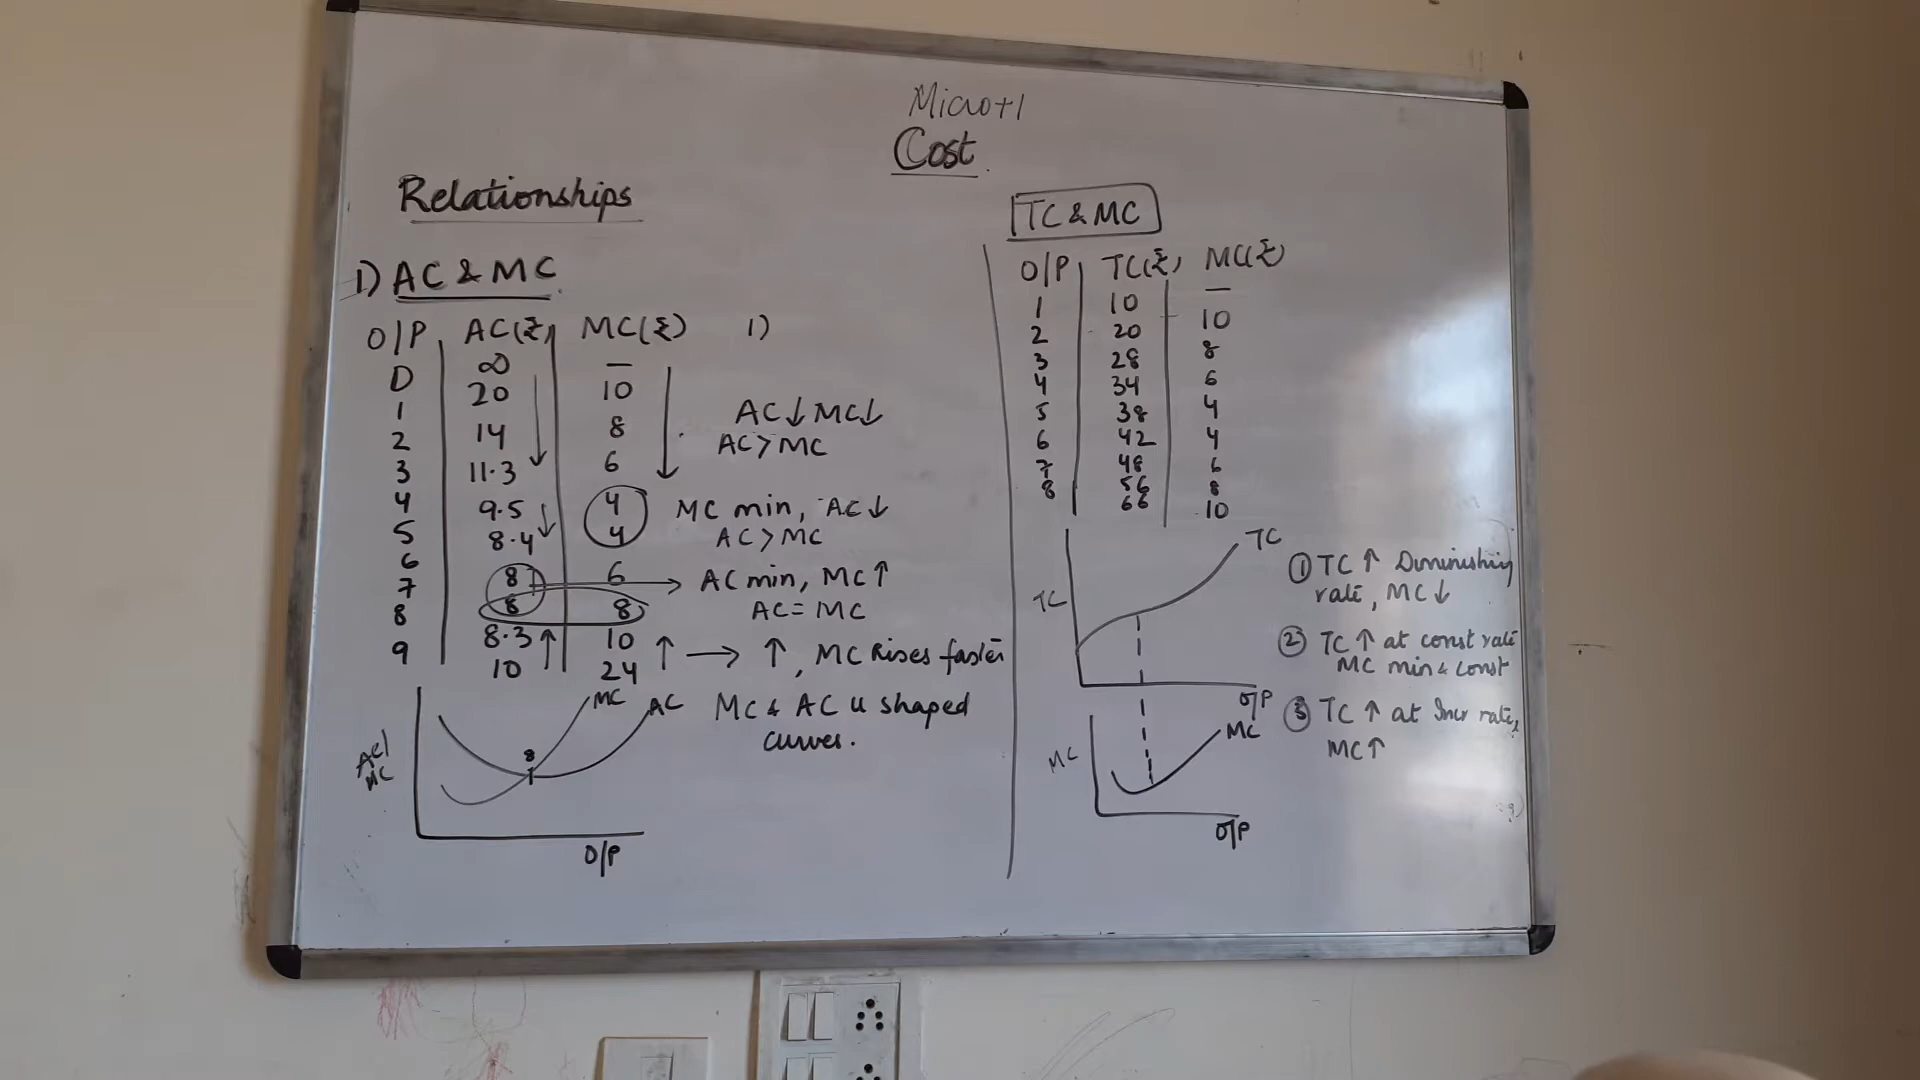 Micro+1
Cost
Relationships
1) AC & MC
O/P AC(₹) MC(₹) 1)
0 ∞ —
1 20 10
2 14 8
3 11.3 6
4 9.5 4
5 8.4 4
6 8 6
7 8 8
8 8.3 10
9 10 24
AC↓ MC↓
AC > MC
MC min, AC↓
AC > MC
AC min, MC↑
AC = MC
↑ → ↑, MC Rises faster
MC & AC U shaped
curves.
AC/
MC
8
MC
AC
O/P
TC & MC
O/P TC(₹) MC(₹)
1 10 —
2 20 10
3 28 8
4 34 6
5 38 4
6 42 4
7 48 6
8 56 8
66 10
TC
TC
O/P
MC
MC
O/P
① TC ↑ Diminishing
rate, MC↓
② TC ↑ at const rate
MC min & const
③ TC ↑ at Incr rate,
MC↑